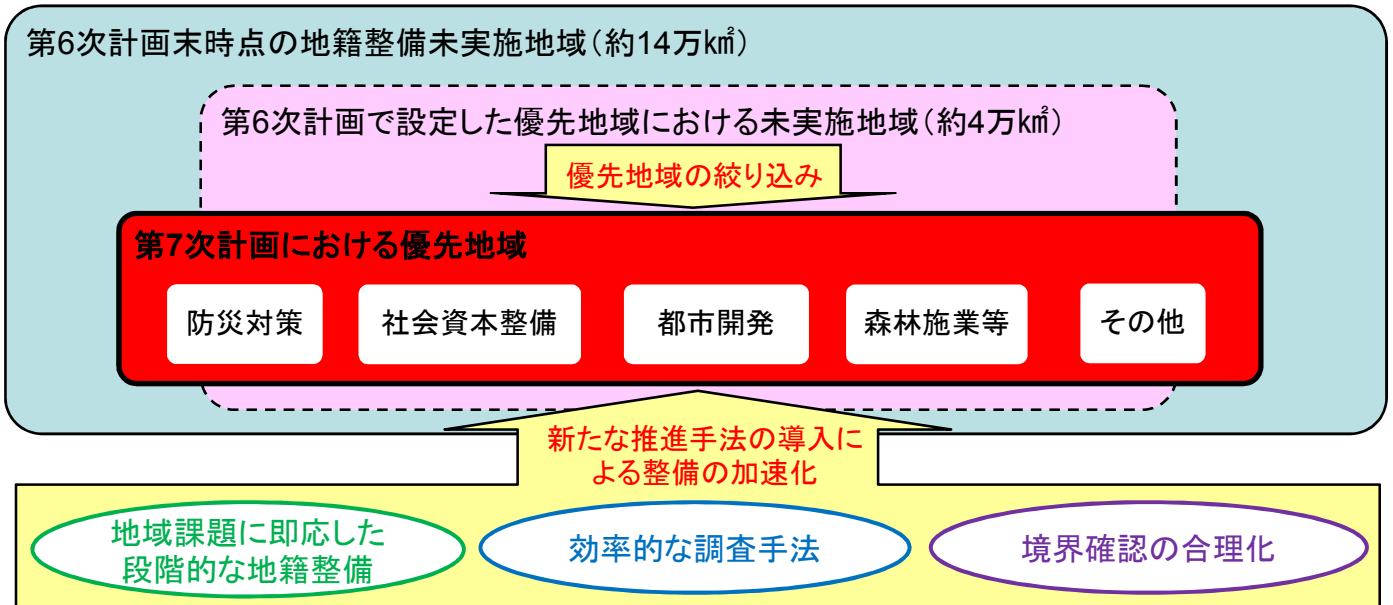 第6次計画末時点の地籍整備未実施地域（約14万㎢）
第6次計画で設定した優先地域における未実施地域（約4万㎢）
優先地域の絞り込み
第7次計画における優先地域
防災対策
社会資本整備
都市開発
森林施業等
その他
新たな推進手法の導入に
よる整備の加速化
地域課題に即応した
段階的な地籍整備
効率的な調査手法
境界確認の合理化